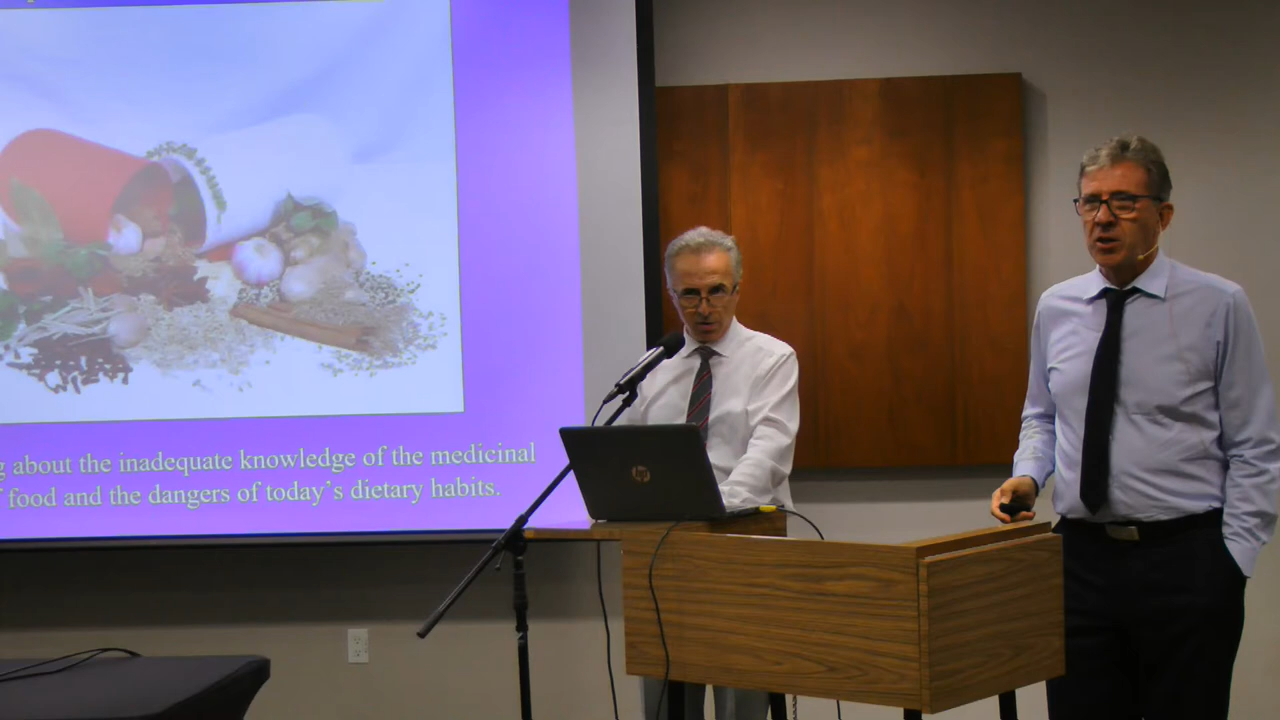 about the inadequate knowledge of the medicinal
food and the dangers of today's dietary habits.
hp